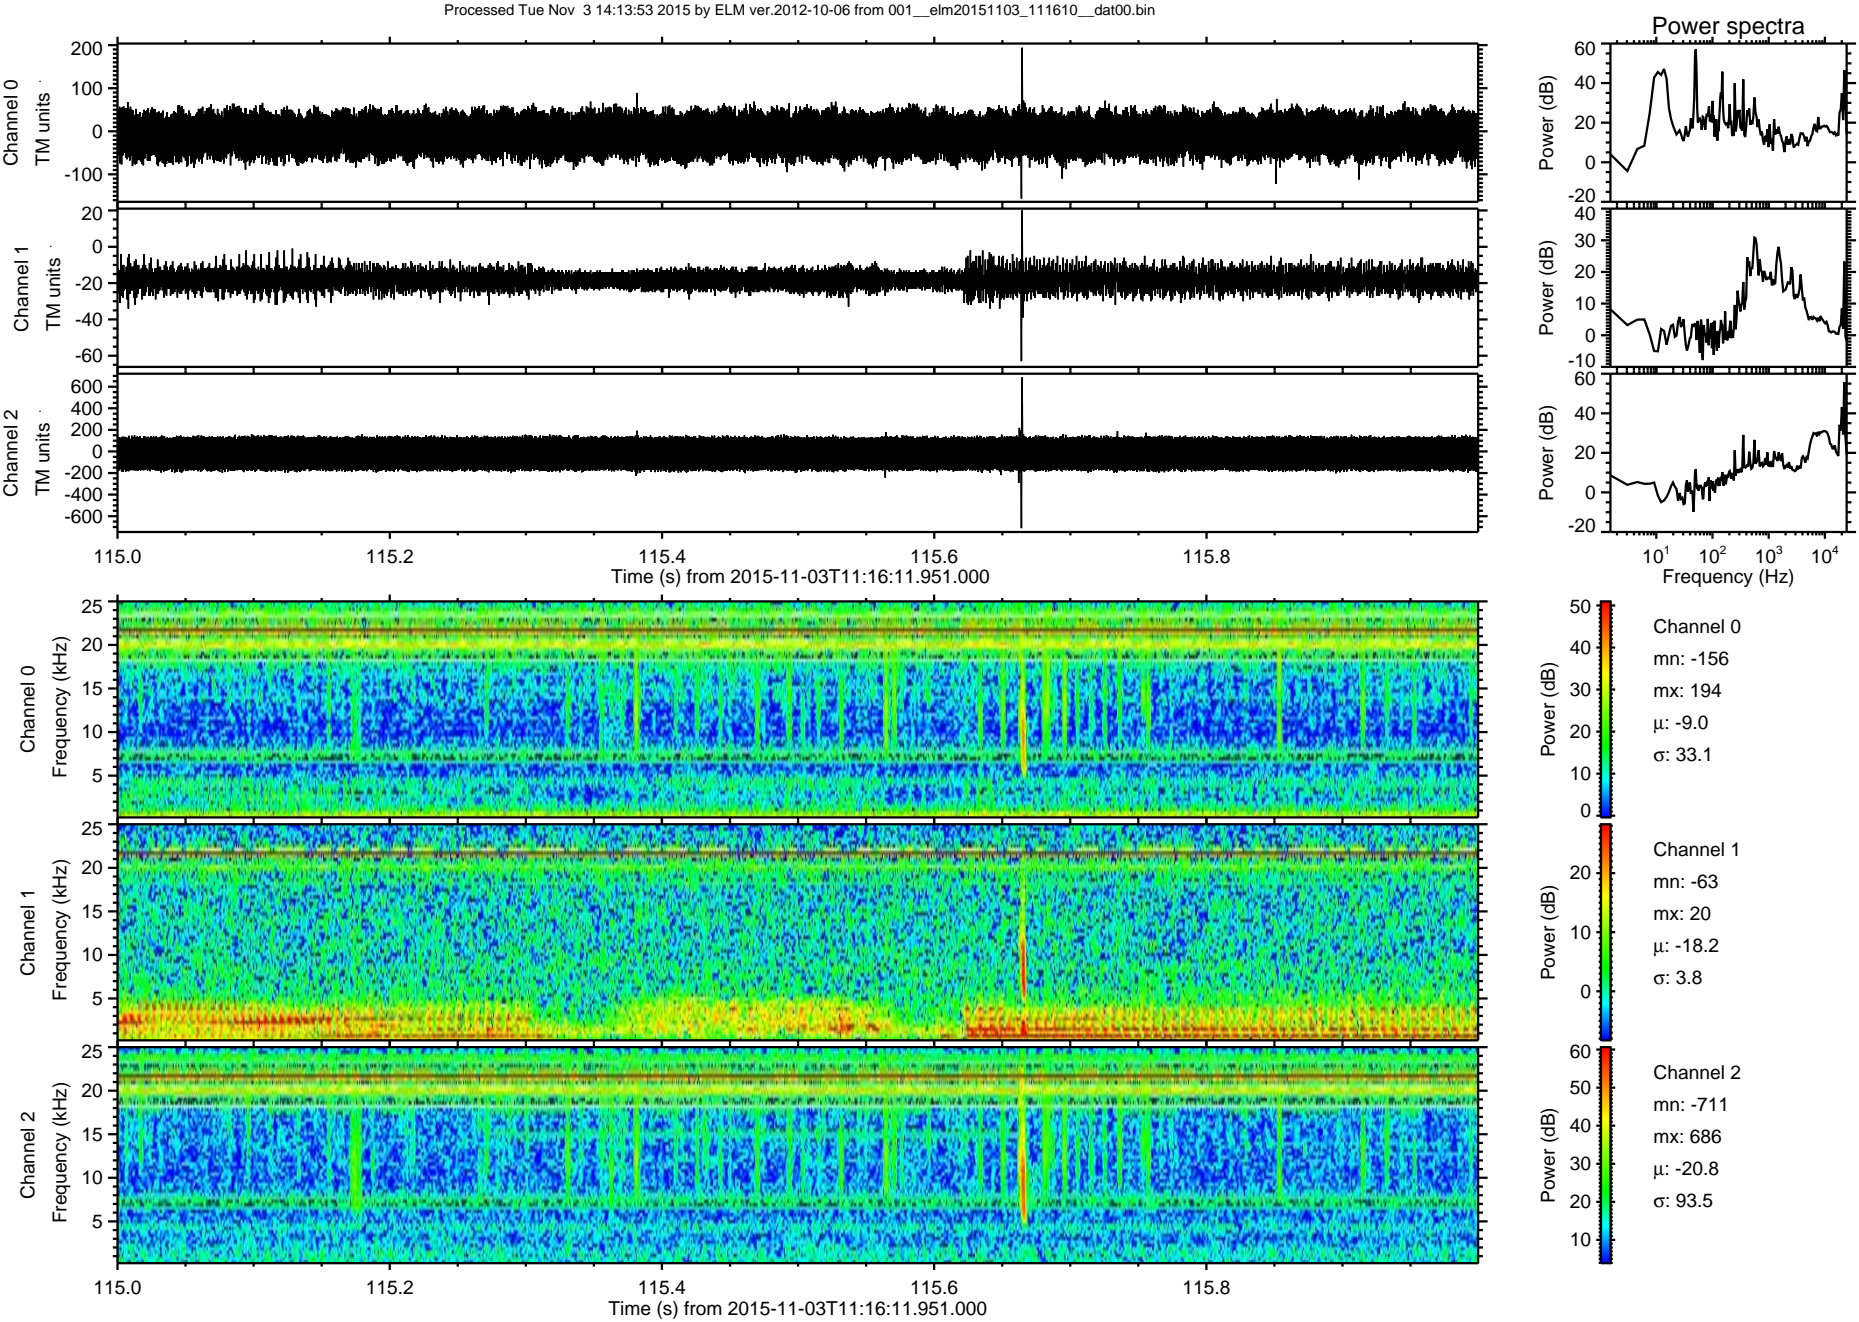 Processed Tue Nov  3 14:13:53 2015 by ELM ver.2012-10-06 from 001__elm20151103_111610__dat00.bin
Power spectra
Channel 0
TM units
200
100
0
-100
Power (dB)
60
40
20
0
-20
Channel 1
TM units
20
0
-20
-40
-60
Power (dB)
40
30
20
10
0
-10
Channel 2
TM units
600
400
200
0
-200
-400
-600
Power (dB)
60
40
20
0
-20
115.0 115.2 115.4 115.6 115.8
Time (s) from 2015-11-03T11:16:11.951.000
10¹ 10² 10³ 10⁴
Frequency (Hz)
Channel 0
Frequency (kHz)
25
20
15
10
5
Power (dB)
50
40
30
20
10
0
Channel 0
mn: -156
mx: 194
μ: -9.0
σ: 33.1
Channel 1
Frequency (kHz)
25
20
15
10
5
Power (dB)
20
10
0
Channel 1
mn: -63
mx: 20
μ: -18.2
σ: 3.8
Channel 2
Frequency (kHz)
25
20
15
10
5
Power (dB)
60
50
40
30
20
10
Channel 2
mn: -711
mx: 686
μ: -20.8
σ: 93.5
115.0 115.2 115.4 115.6 115.8
Time (s) from 2015-11-03T11:16:11.951.000